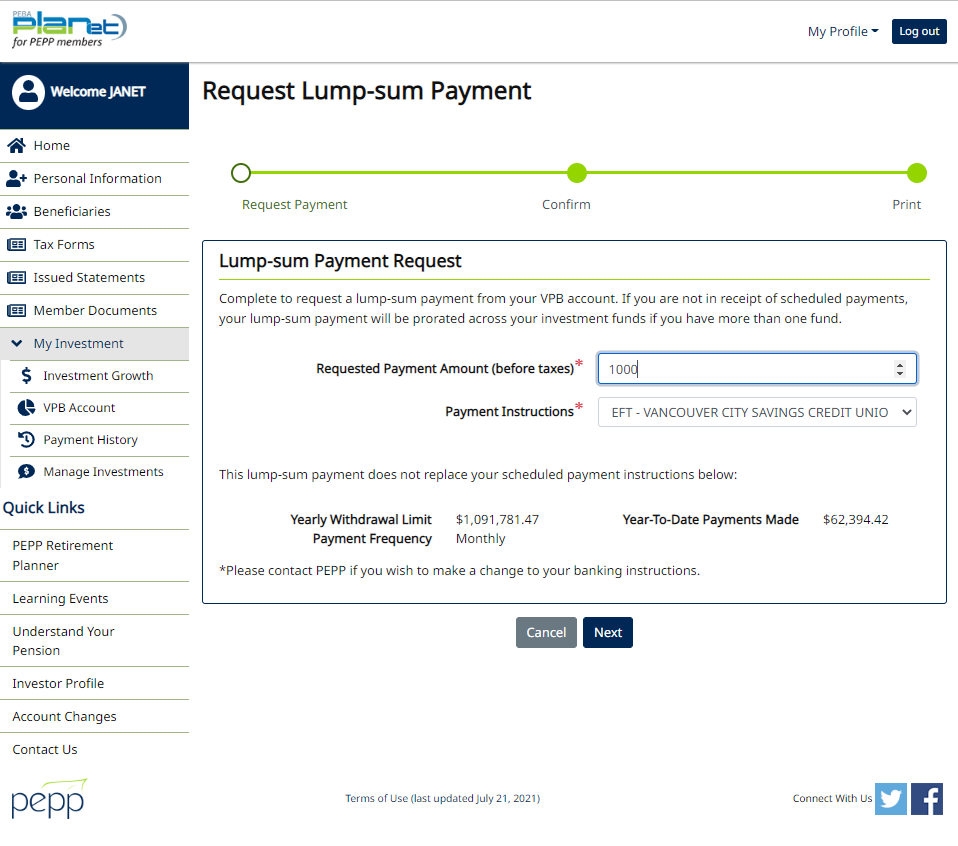 PEBA
planet
for PEPP members
My Profile
Log out
Welcome JANET
Home
Personal Information
Beneficiaries
Tax Forms
Issued Statements
Member Documents
My Investment
Investment Growth
VPB Account
Payment History
Manage Investments
Quick Links
PEPP Retirement
Planner
Learning Events
Understand Your
Pension
Investor Profile
Account Changes
Contact Us
Request Lump-sum Payment
Request Payment
Confirm
Print
Lump-sum Payment Request
Complete to request a lump-sum payment from your VPB account. If you are not in receipt of scheduled payments,
your lump-sum payment will be prorated across your investment funds if you have more than one fund.
Requested Payment Amount (before taxes)* 1000
Payment Instructions* EFT - VANCOUVER CITY SAVINGS CREDIT UNIO
This lump-sum payment does not replace your scheduled payment instructions below:
Yearly Withdrawal Limit $1,091,781.47 Year-To-Date Payments Made $62,394.42
Payment Frequency Monthly
*Please contact PEPP if you wish to make a change to your banking instructions.
Cancel Next
pepp
Terms of Use (last updated July 21, 2021)
Connect With Us